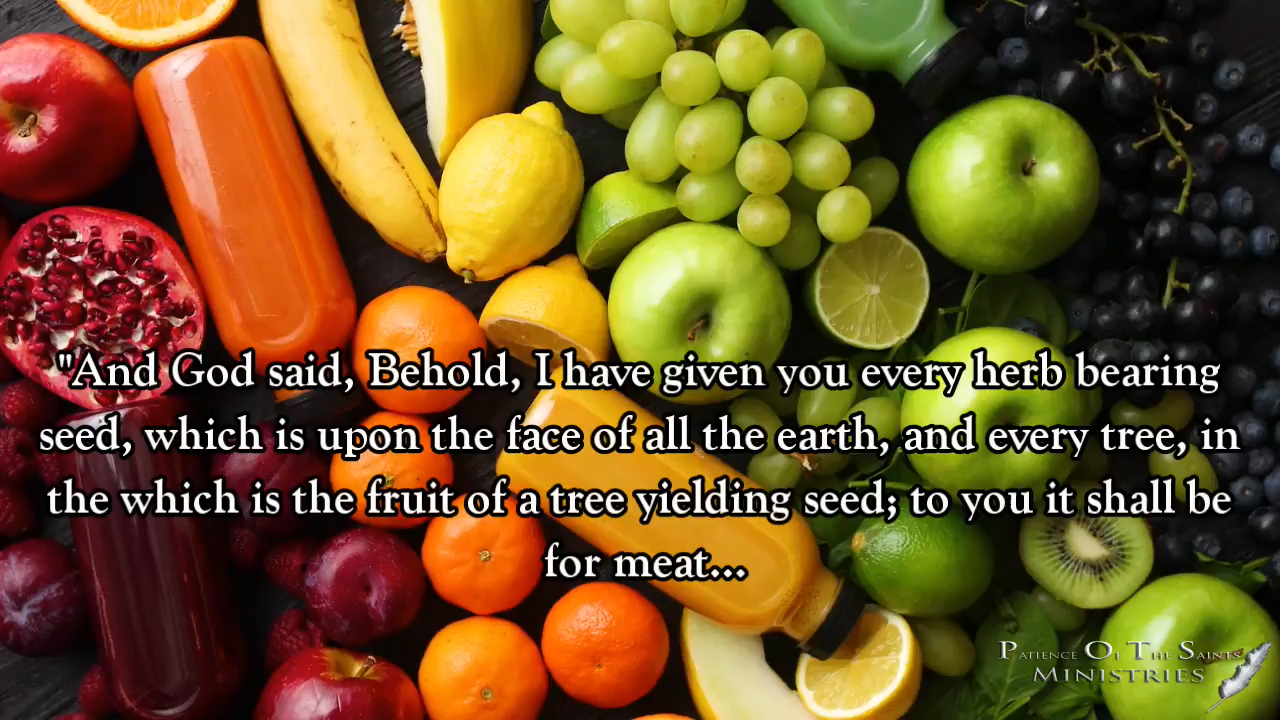 "And God said, Behold, I have given you every herb bearing
seed, which is upon the face of all the earth, and every tree, in
the which is the fruit of a tree yielding seed; to you it shall be
for meat...
Patience Of The Saints
Ministries